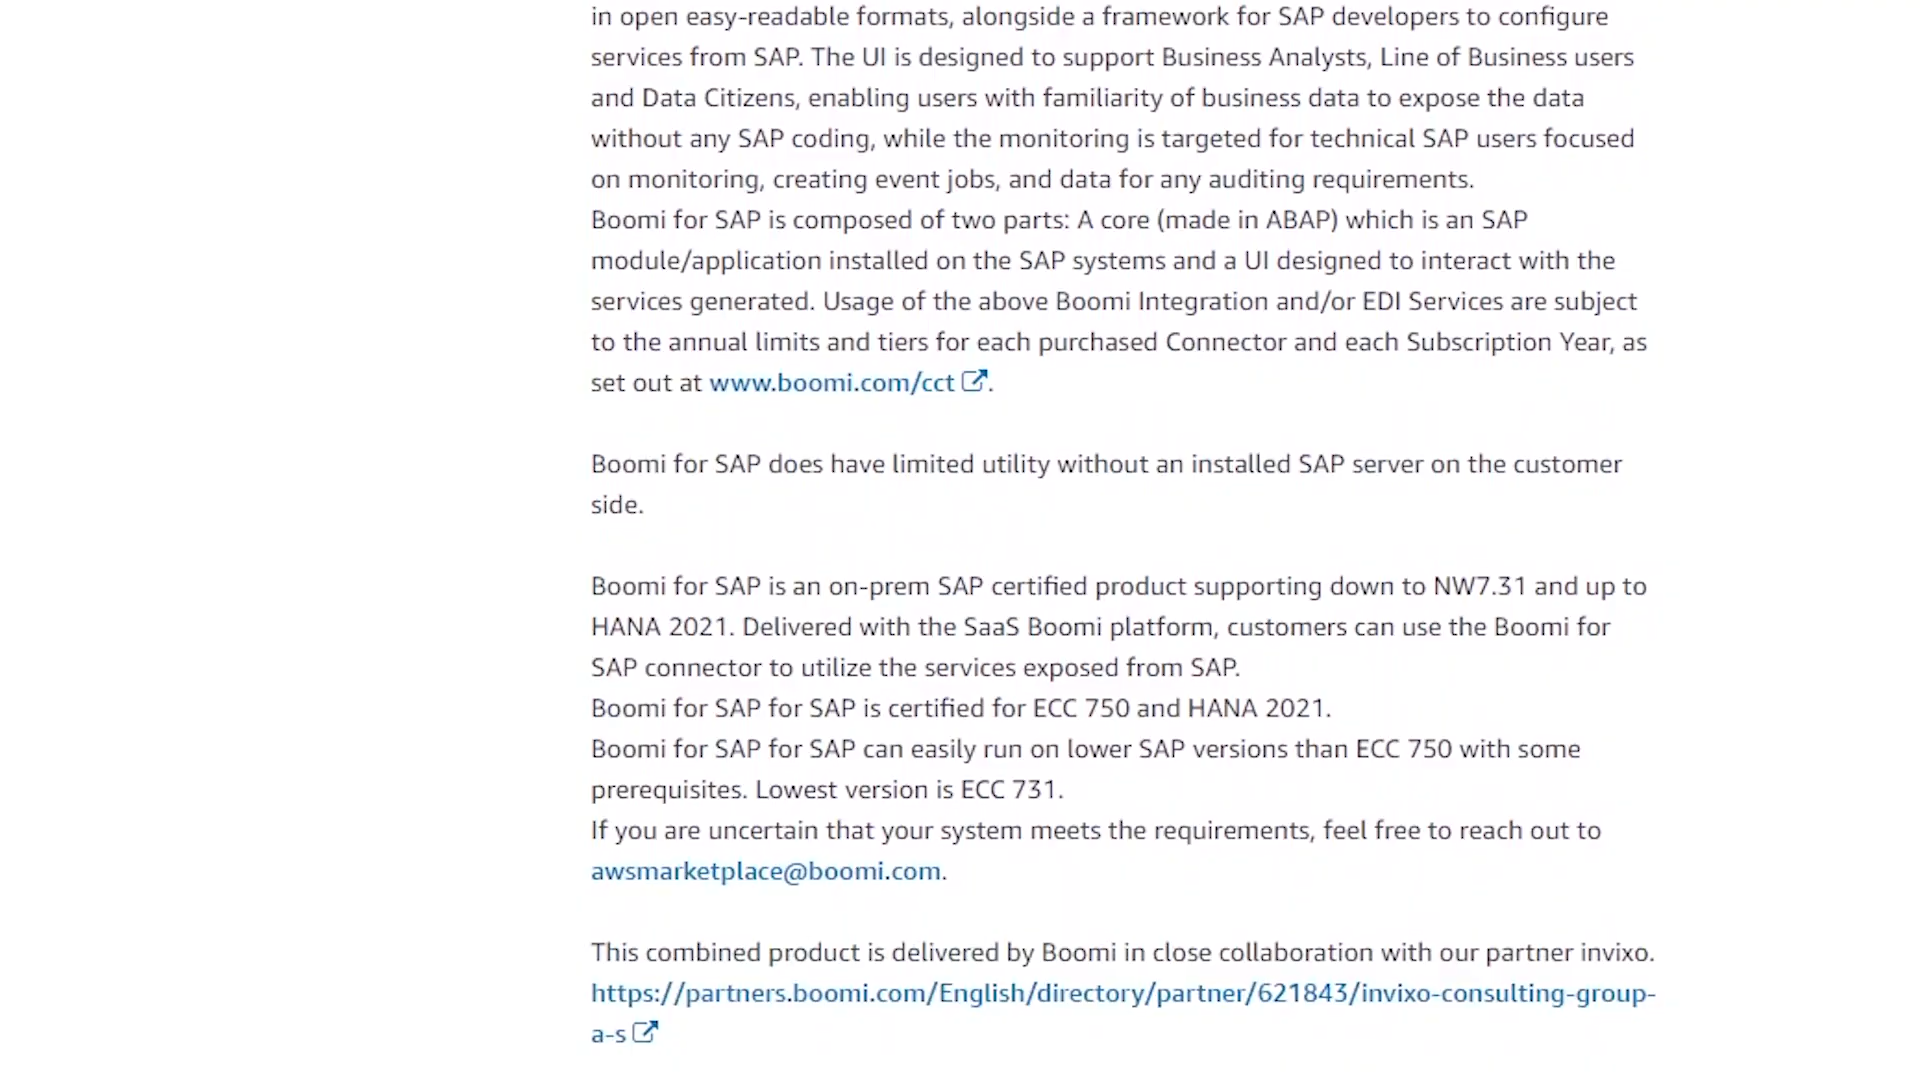 in open easy-readable formats, alongside a framework for SAP developers to configure
services from SAP. The UI is designed to support Business Analysts, Line of Business users
and Data Citizens, enabling users with familiarity of business data to expose the data
without any SAP coding, while the monitoring is targeted for technical SAP users focused
on monitoring, creating event jobs, and data for any auditing requirements.
Boomi for SAP is composed of two parts: A core (made in ABAP) which is an SAP
module/application installed on the SAP systems and a UI designed to interact with the
services generated. Usage of the above Boomi Integration and/or EDI Services are subject
to the annual limits and tiers for each purchased Connector and each Subscription Year, as
set out at www.boomi.com/cct.
Boomi for SAP does have limited utility without an installed SAP server on the customer
side.
Boomi for SAP is an on-prem SAP certified product supporting down to NW7.31 and up to
HANA 2021. Delivered with the SaaS Boomi platform, customers can use the Boomi for
SAP connector to utilize the services exposed from SAP.
Boomi for SAP for SAP is certified for ECC 750 and HANA 2021.
Boomi for SAP for SAP can easily run on lower SAP versions than ECC 750 with some
prerequisites. Lowest version is ECC 731.
If you are uncertain that your system meets the requirements, feel free to reach out to
awsmarketplace@boomi.com.
This combined product is delivered by Boomi in close collaboration with our partner invixo.
https://partners.boomi.com/English/directory/partner/621843/invixo-consulting-group-
a-s